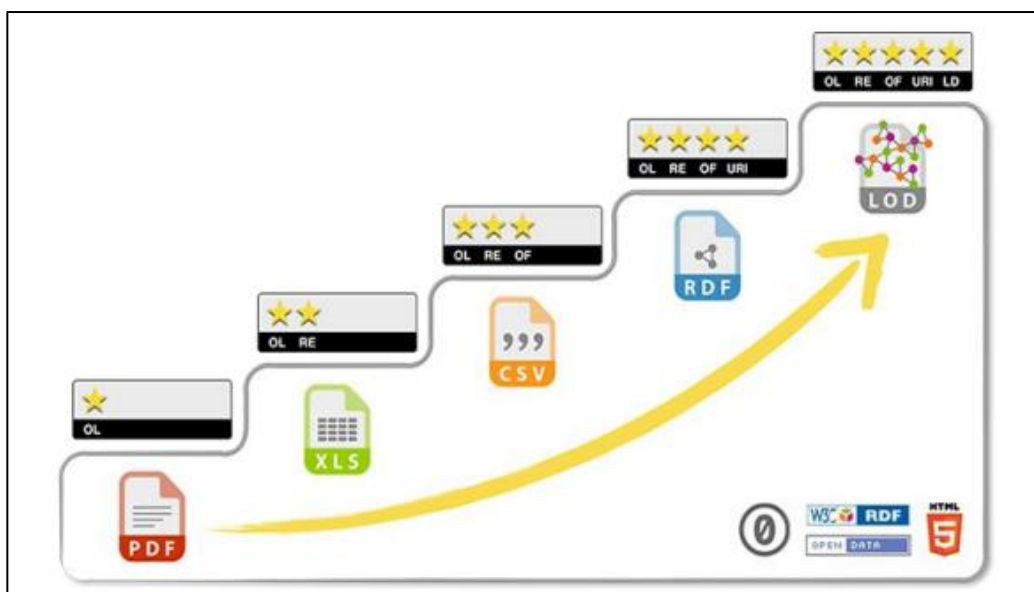 OL RE OF URI LD
OL RE OF URI
LOD
OL RE OF
RDF
OL RE
CSV
OL
XLS
PDF
0
W3C RDF
OPEN DATA
HTML
5